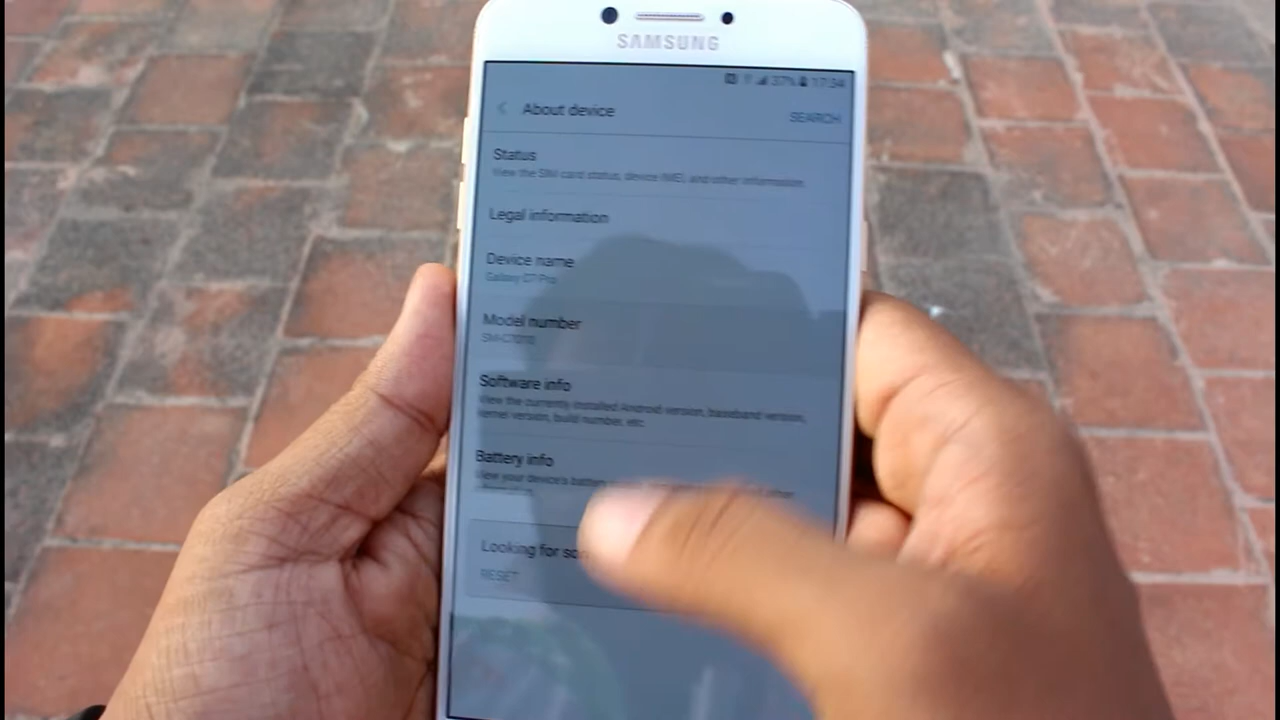 SAMSUNG
37% 17:34
About device
SEARCH
Status
View the SIM card status, device IMEI, and other information.
Legal information
Device name
Galaxy C7 Pro
Model number
SM-C7010
Software info
View the currently installed Android version, baseband version,
kernel version, build number, etc.
Battery info
View your device's battery
Looking for
RESET